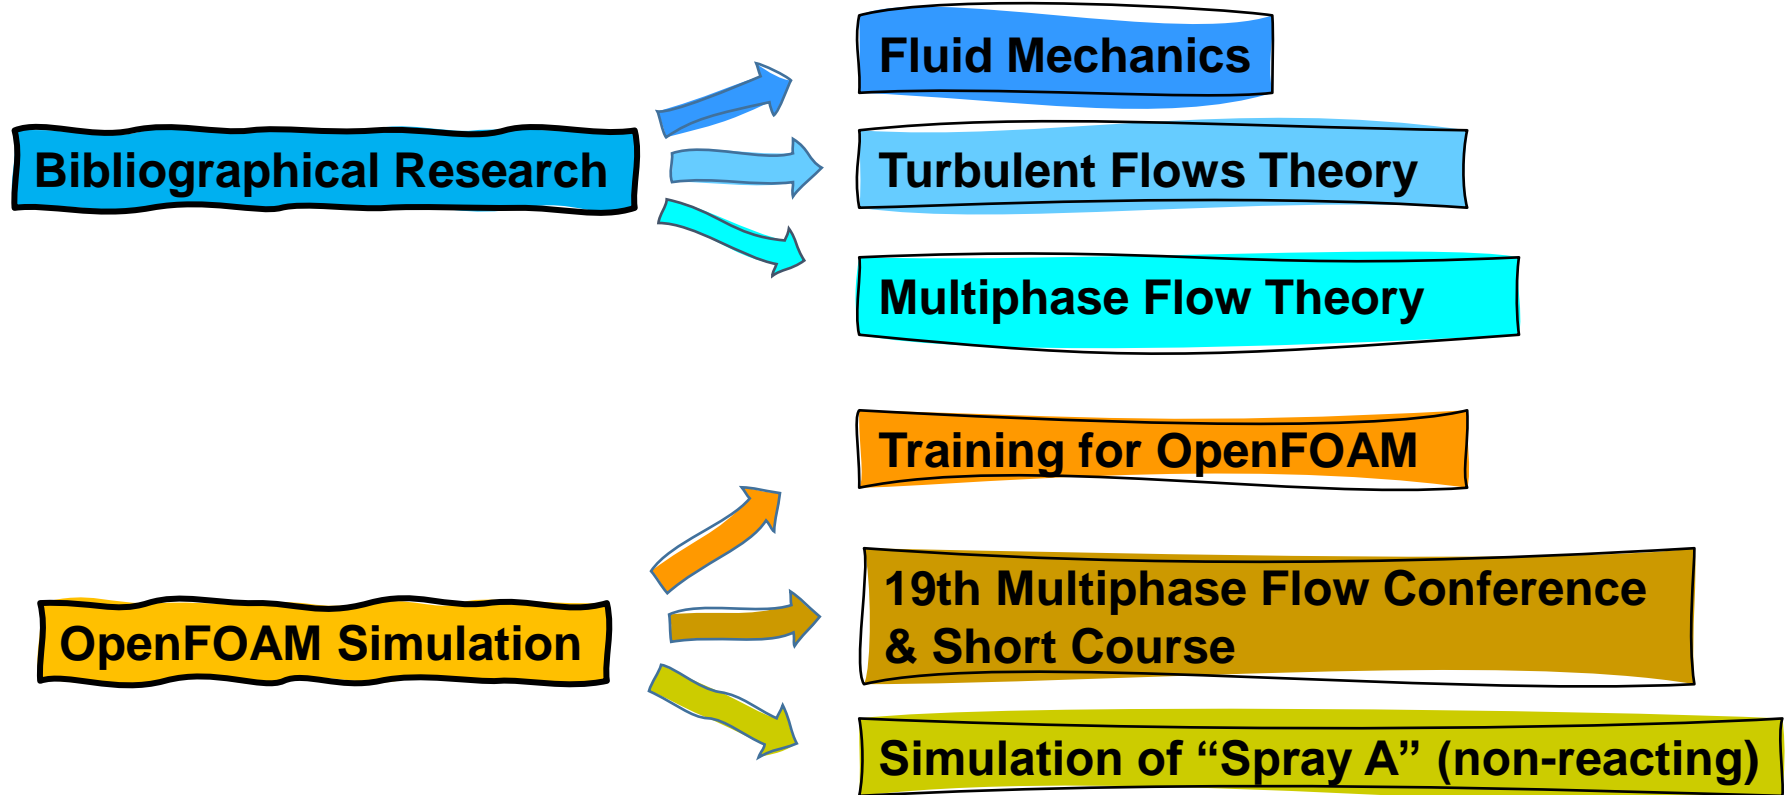 Fluid Mechanics
Bibliographical Research
Turbulent Flows Theory
Multiphase Flow Theory
Training for OpenFOAM
OpenFOAM Simulation
19th Multiphase Flow Conference
& Short Course
Simulation of “Spray A” (non-reacting)